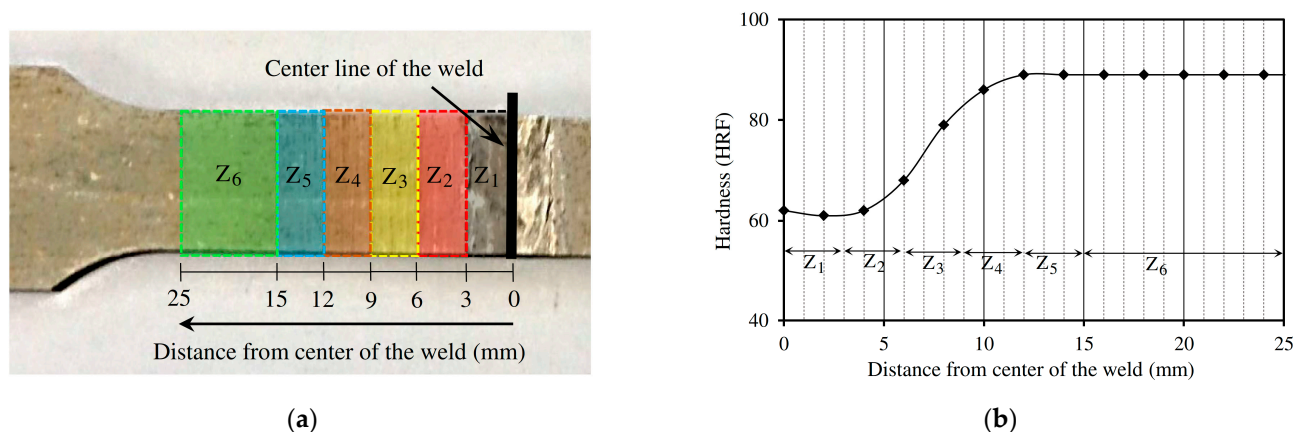 Center line of the weld
Z6 Z5 Z4 Z3 Z2 Z1
25 15 12 9 6 3 0
Distance from center of the weld (mm)
(a)
Hardness (HRF)
100
80
60
40
Z1 Z2 Z3 Z4 Z5 Z6
0 5 10 15 20 25
Distance from center of the weld (mm)
(b)